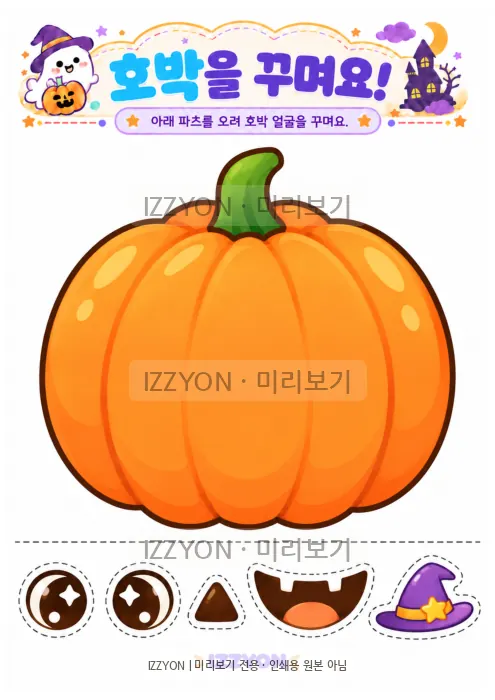 호박을 꾸며요!
아래 파츠를 오려 호박 얼굴을 꾸며요.
IZZYON · 미리보기
IZZYON · 미리보기
IZZYON · 미리보기
IZZYON
IZZYON | 미리보기 전용 · 인쇄용 원본 아님